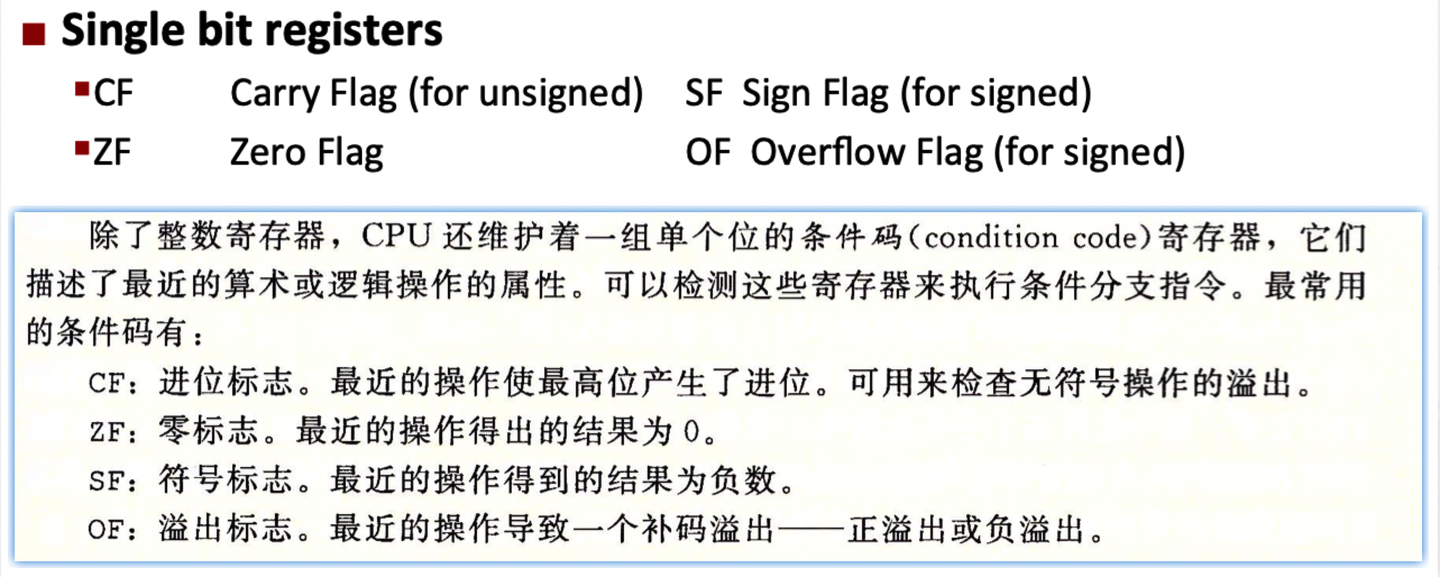 Single bit registers
CF Carry Flag (for unsigned) SF Sign Flag (for signed)
ZF Zero Flag OF Overflow Flag (for signed)
除了整数寄存器，CPU 还维护着一组单个位的条件码(condition code)寄存器，它们
描述了最近的算术或逻辑操作的属性。可以检测这些寄存器来执行条件分支指令。最常用
的条件码有：
CF：进位标志。最近的操作使最高位产生了进位。可用来检查无符号操作的溢出。
ZF：零标志。最近的操作得出的结果为 0。
SF：符号标志。最近的操作得到的结果为负数。
OF：溢出标志。最近的操作导致一个补码溢出——正溢出或负溢出。